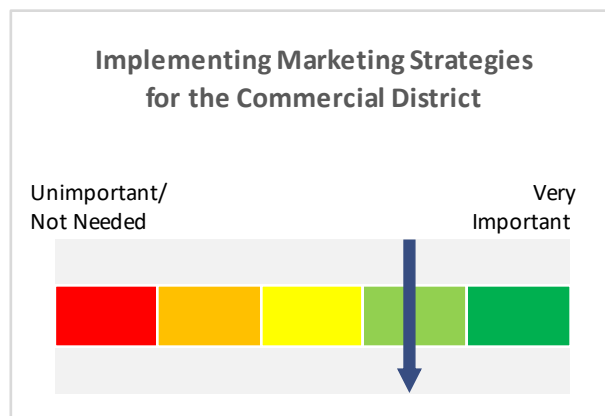 Implementing Marketing Strategies
for the Commercial District
Unimportant/
Not Needed
Very
Important